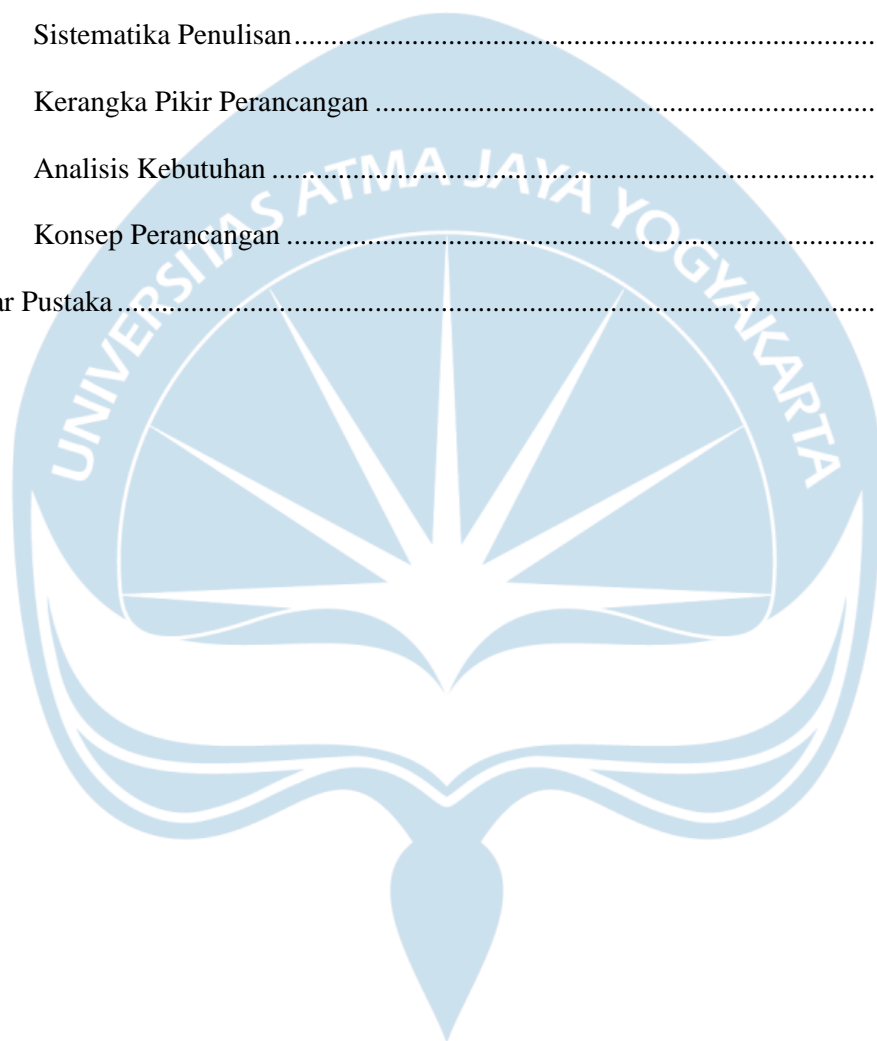 Sistematika Penulisan..........................................................................................
Kerangka Pikir Perancangan ..............................................................................
Analisis Kebutuhan .............................................................................................
Konsep Perancangan ...........................................................................................
ar Pustaka ......................................................................................................................
UNIVERSITAS ATMA JAYA YOGYAKARTA